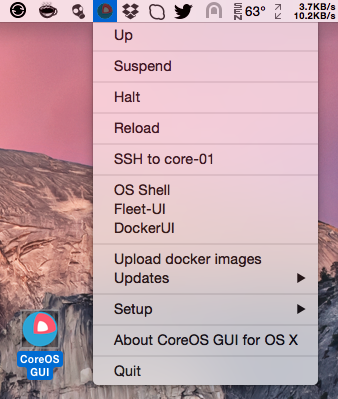 SEN 63° 3.7KB/s
10.2KB/s
Up
Suspend
Halt
Reload
SSH to core-01
OS Shell
Fleet-UI
DockerUI
Upload docker images
Updates
Setup
About CoreOS GUI for OS X
Quit
CoreOS
GUI